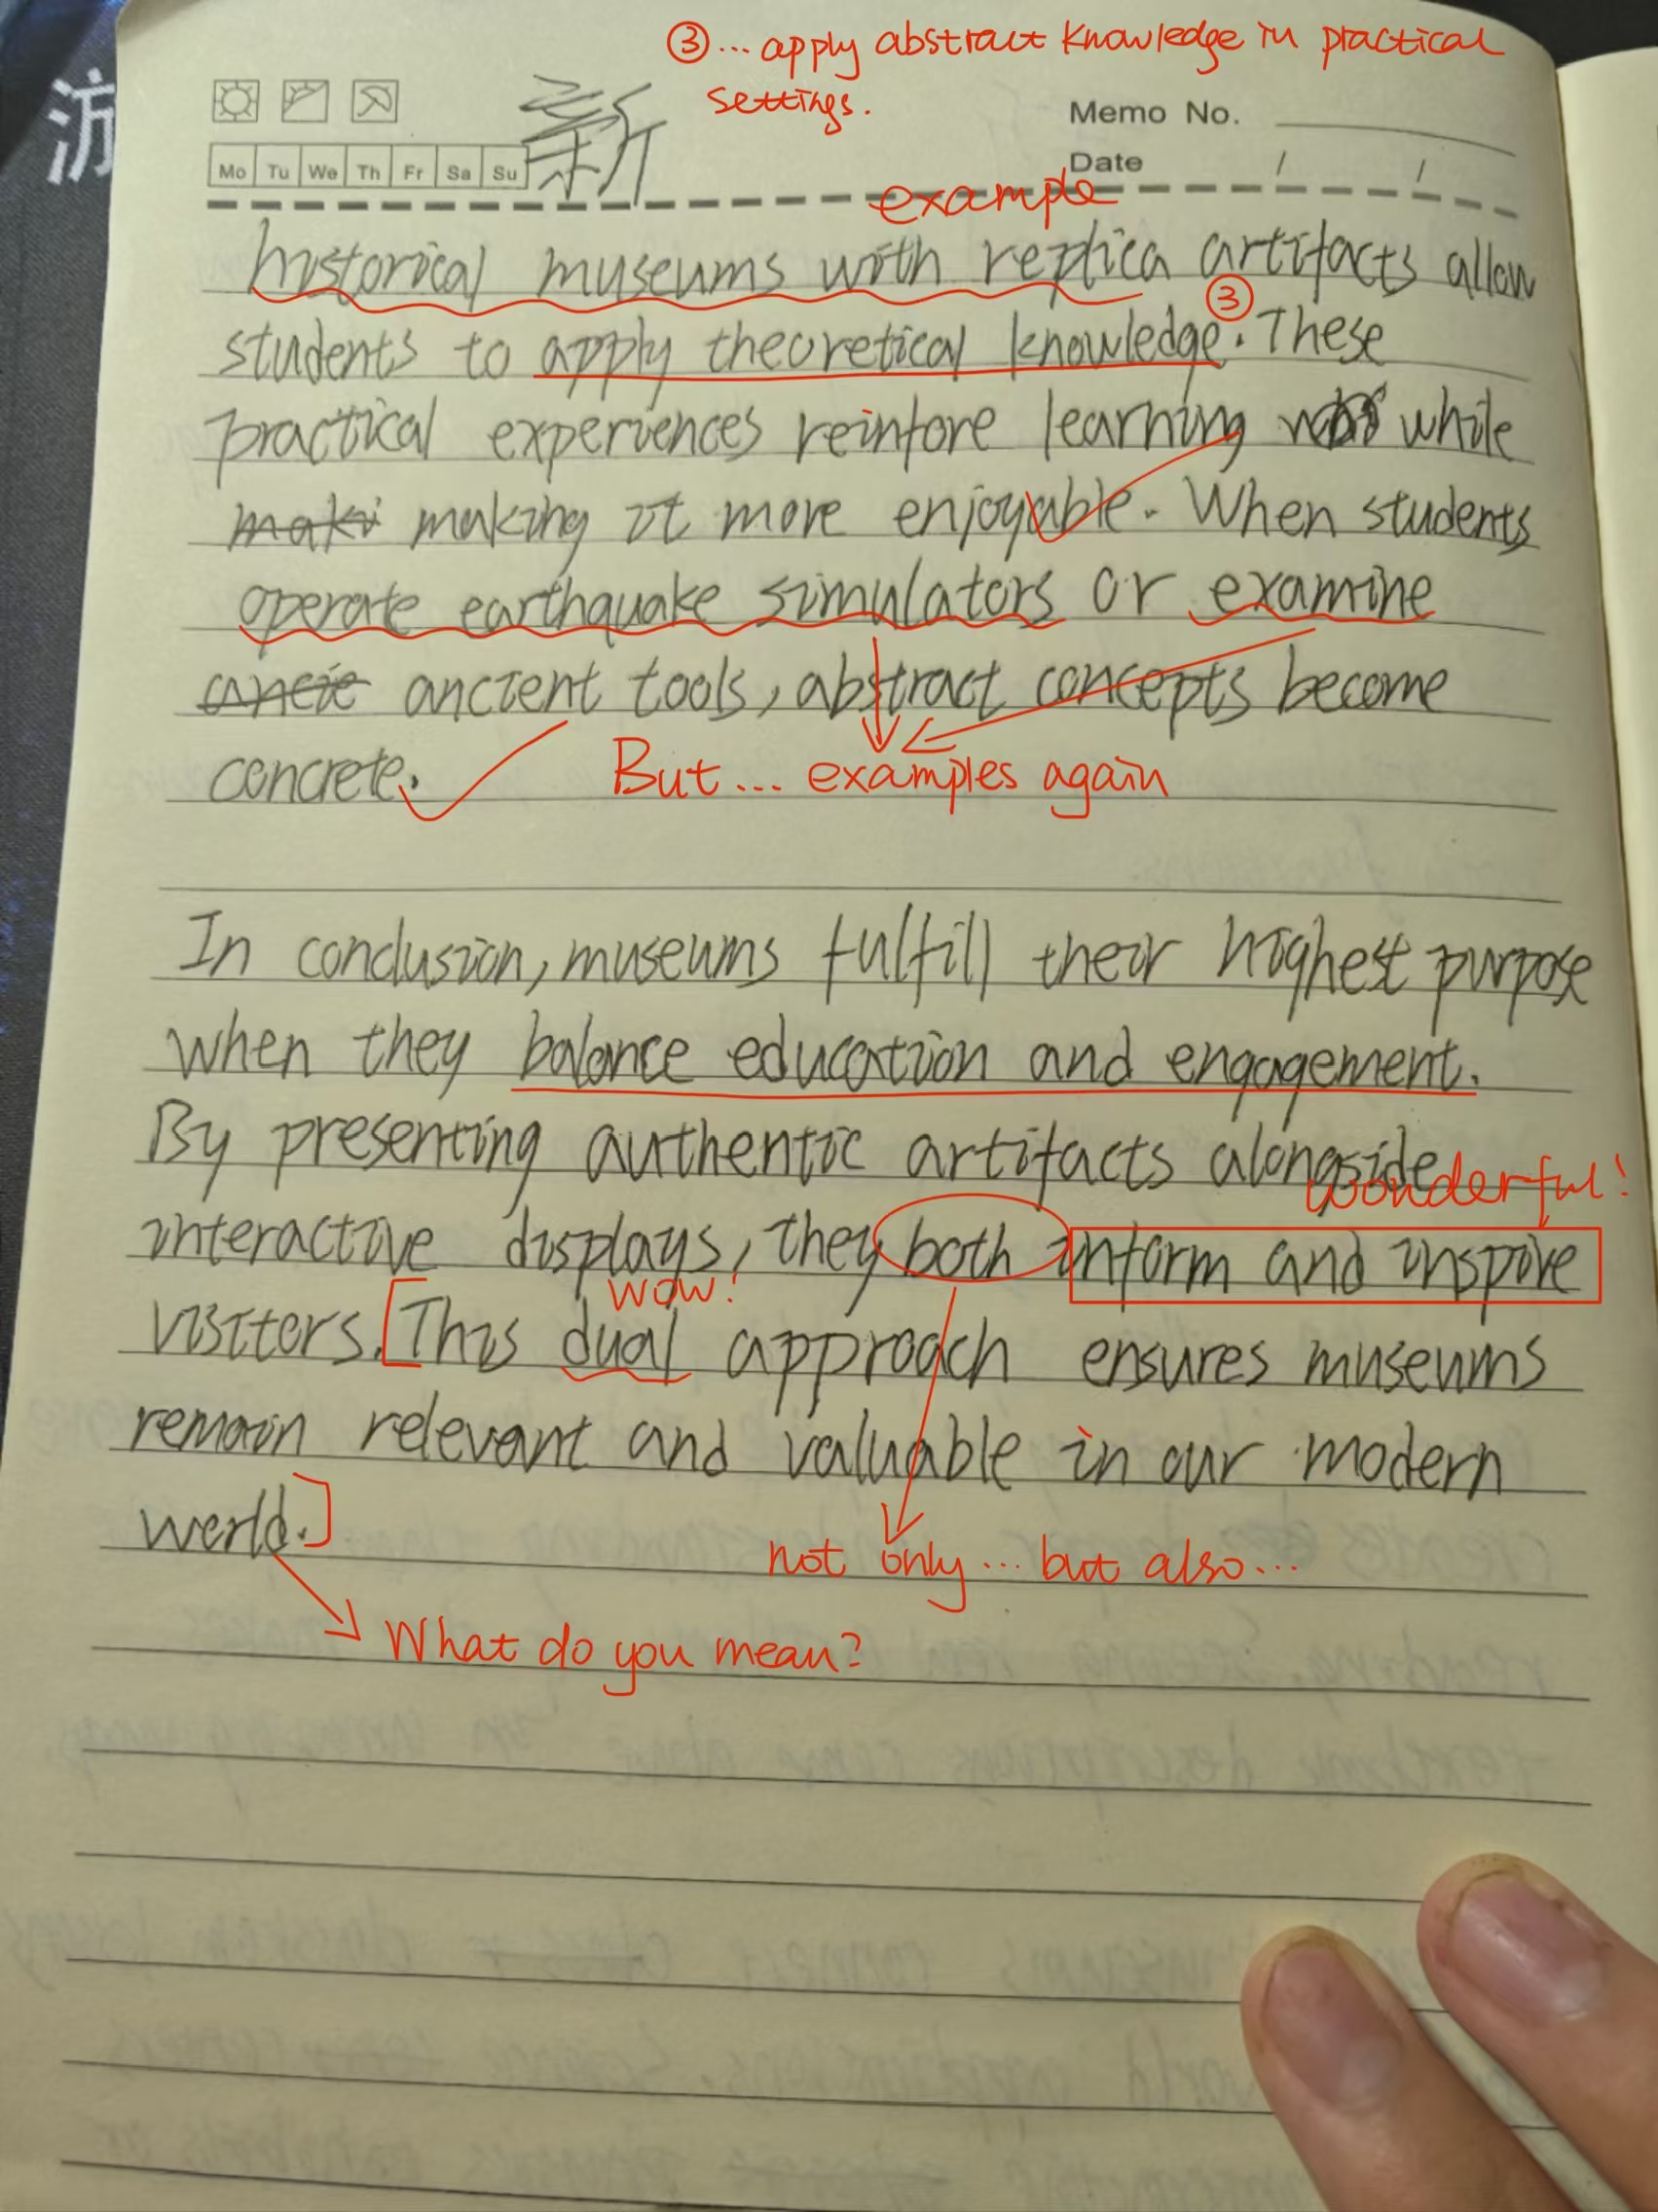 ③... apply abstract knowledge in practical
settings.
游
新
Memo No.
Mo Tu We Th Fr Sa Su
Date / /
example
historical museums with replica artifacts allow
③
students to apply theoretical knowledge. These
practical experiences reinfore learning while
maki making it more enjoyable. When students
operate earthquake simulators or examine
ancie ancient tools, abstract concepts become
concrete.
But... examples again
In conclusion, museums fulfill their highest purpose
when they balance education and engagement.
By presenting authentic artifacts alongside
wonderful!
interactive displays, they both inform and inspire
wow!
visiters. [This dual approach ensures museums
remain relevant and valuable in our modern
world.]
not only... but also...
What do you mean?